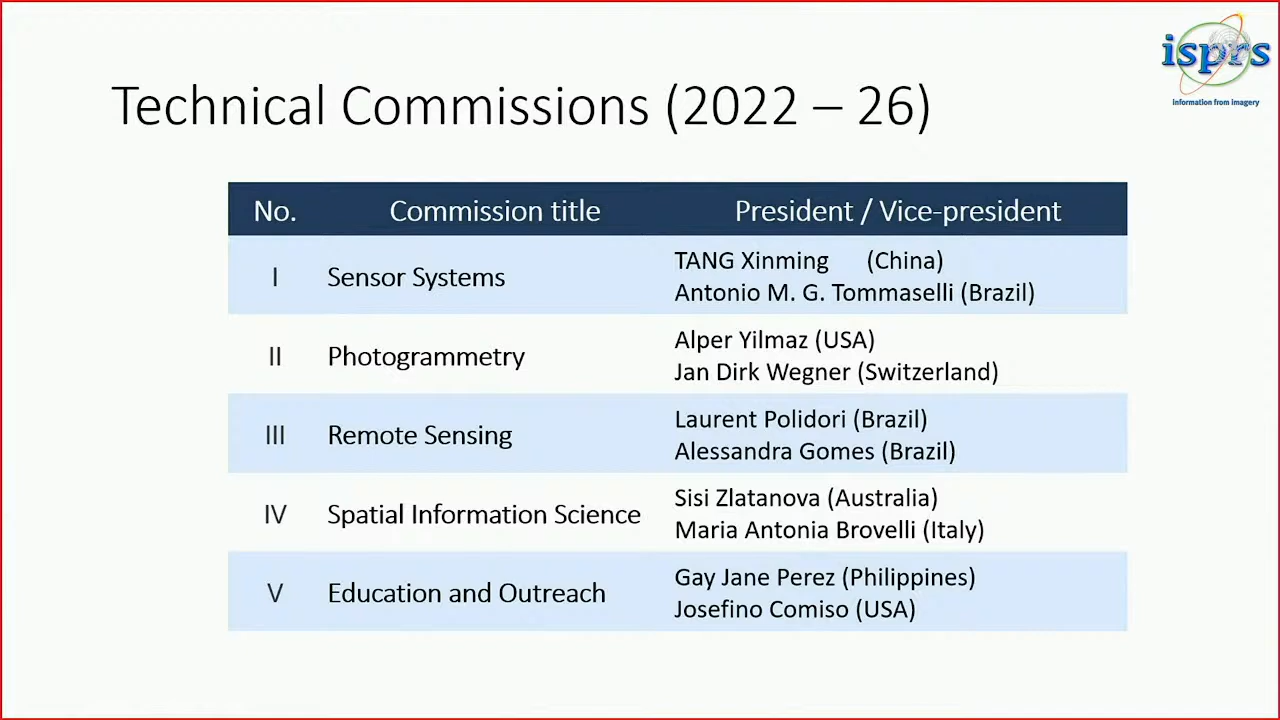 isprs
information from imagery
Technical Commissions (2022 – 26)
No. Commission title President / Vice-president
I Sensor Systems TANG Xinming (China)
Antonio M. G. Tommaselli (Brazil)
II Photogrammetry Alper Yilmaz (USA)
Jan Dirk Wegner (Switzerland)
III Remote Sensing Laurent Polidori (Brazil)
Alessandra Gomes (Brazil)
IV Spatial Information Science Sisi Zlatanova (Australia)
Maria Antonia Brovelli (Italy)
V Education and Outreach Gay Jane Perez (Philippines)
Josefino Comiso (USA)